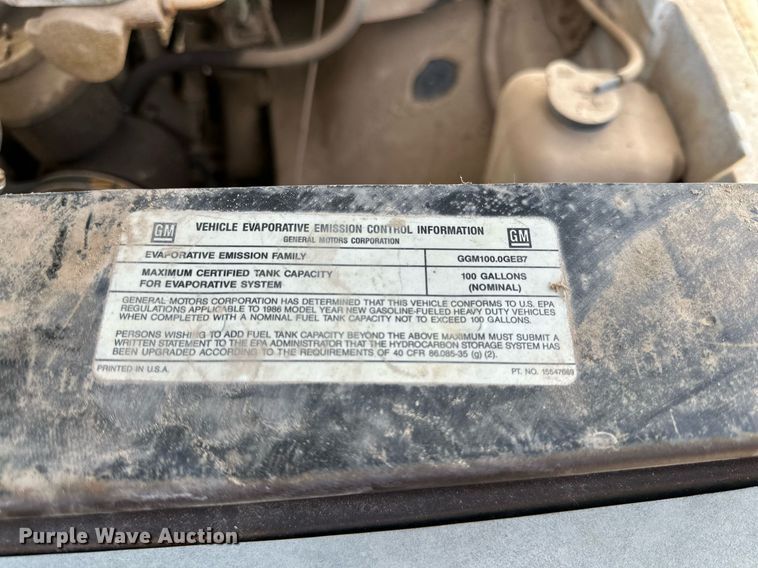 GM VEHICLE EVAPORATIVE EMISSION CONTROL INFORMATION GM
GENERAL MOTORS CORPORATION
EVAPORATIVE EMISSION FAMILY GGM100.0GEB7
MAXIMUM CERTIFIED TANK CAPACITY 100 GALLONS
FOR EVAPORATIVE SYSTEM (NOMINAL)
GENERAL MOTORS CORPORATION HAS DETERMINED THAT THIS VEHICLE CONFORMS TO U.S. EPA
REGULATIONS APPLICABLE TO 1986 MODEL YEAR NEW GASOLINE-FUELED HEAVY DUTY VEHICLES
WHEN COMPLETED WITH A NOMINAL FUEL TANK CAPACITY NOT TO EXCEED 100 GALLONS.
PERSONS WISHING TO ADD FUEL TANK CAPACITY BEYOND THE ABOVE MAXIMUM MUST SUBMIT A
WRITTEN STATEMENT TO THE EPA ADMINISTRATOR THAT THE HYDROCARBON STORAGE SYSTEM HAS
BEEN UPGRADED ACCORDING TO THE REQUIREMENTS OF 40 CFR 86.085-35 (g) (2).
PRINTED IN U.S.A. PT. NO. 15547669
Purple Wave Auction